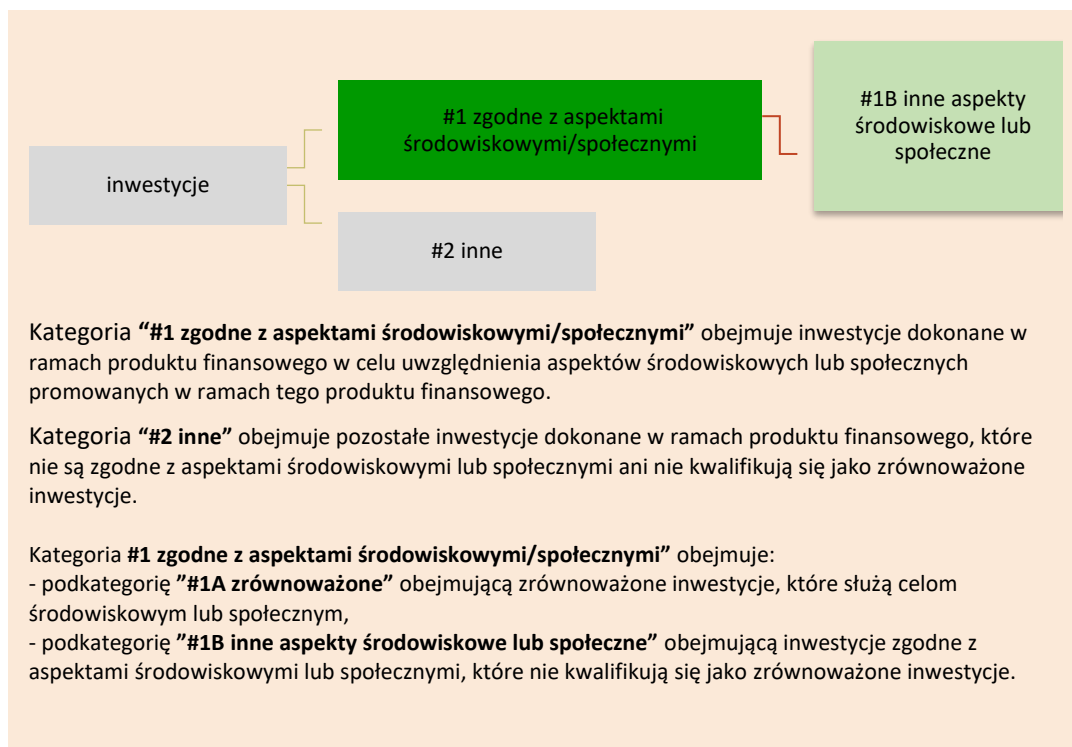 #1 zgodne z aspektami
środowiskowymi/społecznymi
#1B inne aspekty
środowiskowe lub
społeczne
inwestycje
#2 inne
Kategoria “#1 zgodne z aspektami środowiskowymi/społecznymi” obejmuje inwestycje dokonane w
ramach produktu finansowego w celu uwzględnienia aspektów środowiskowych lub społecznych
promowanych w ramach tego produktu finansowego.
Kategoria “#2 inne” obejmuje pozostałe inwestycje dokonane w ramach produktu finansowego, które
nie są zgodne z aspektami środowiskowymi lub społecznymi ani nie kwalifikują się jako zrównoważone
inwestycje.
Kategoria #1 zgodne z aspektami środowiskowymi/społecznymi” obejmuje:
- podkategorię ”#1A zrównoważone” obejmującą zrównoważone inwestycje, które służą celom
środowiskowym lub społecznym,
- podkategorię ”#1B inne aspekty środowiskowe lub społeczne” obejmującą inwestycje zgodne z
aspektami środowiskowymi lub społecznymi, które nie kwalifikują się jako zrównoważone inwestycje.